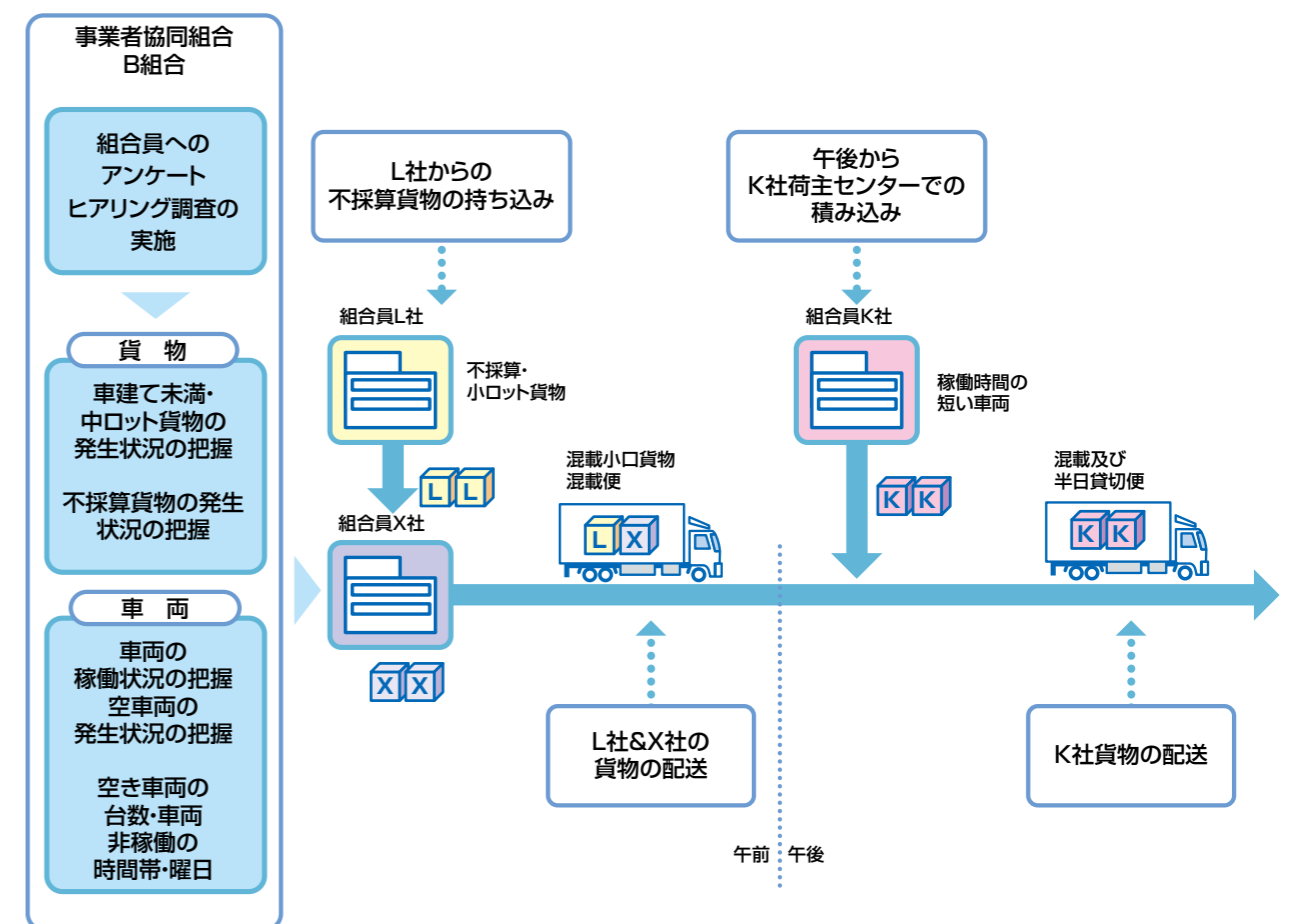 事業者協同組合
B組合
組合員への
アンケート
ヒアリング調査の
実施
貨 物
車建て未満・
中ロット貨物の
発生状況の把握
不採算貨物の発生
状況の把握
車 両
車両の
稼働状況の把握
空車両の
発生状況の把握
空き車両の
台数・車両
非稼働の
時間帯・曜日
L社からの
不採算貨物の持ち込み
組合員L社
不採算・
小ロット貨物
L L
組合員X社
X X
混載小口貨物
混載便
L X
L社&X社の
貨物の配送
午後から
K社荷主センターでの
積み込み
組合員K社
稼働時間の
短い車両
K K
混載及び
半日貸切便
K K
K社貨物の配送
午前
午後